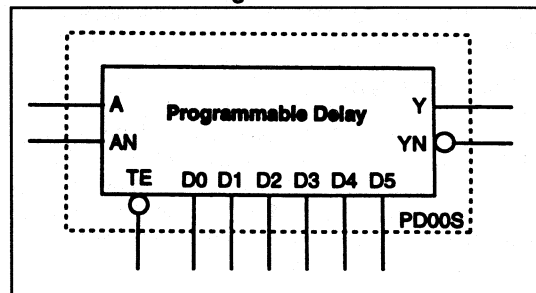 A Programmable Delay Y
AN YN
TE D0 D1 D2 D3 D4 D5
PD00S